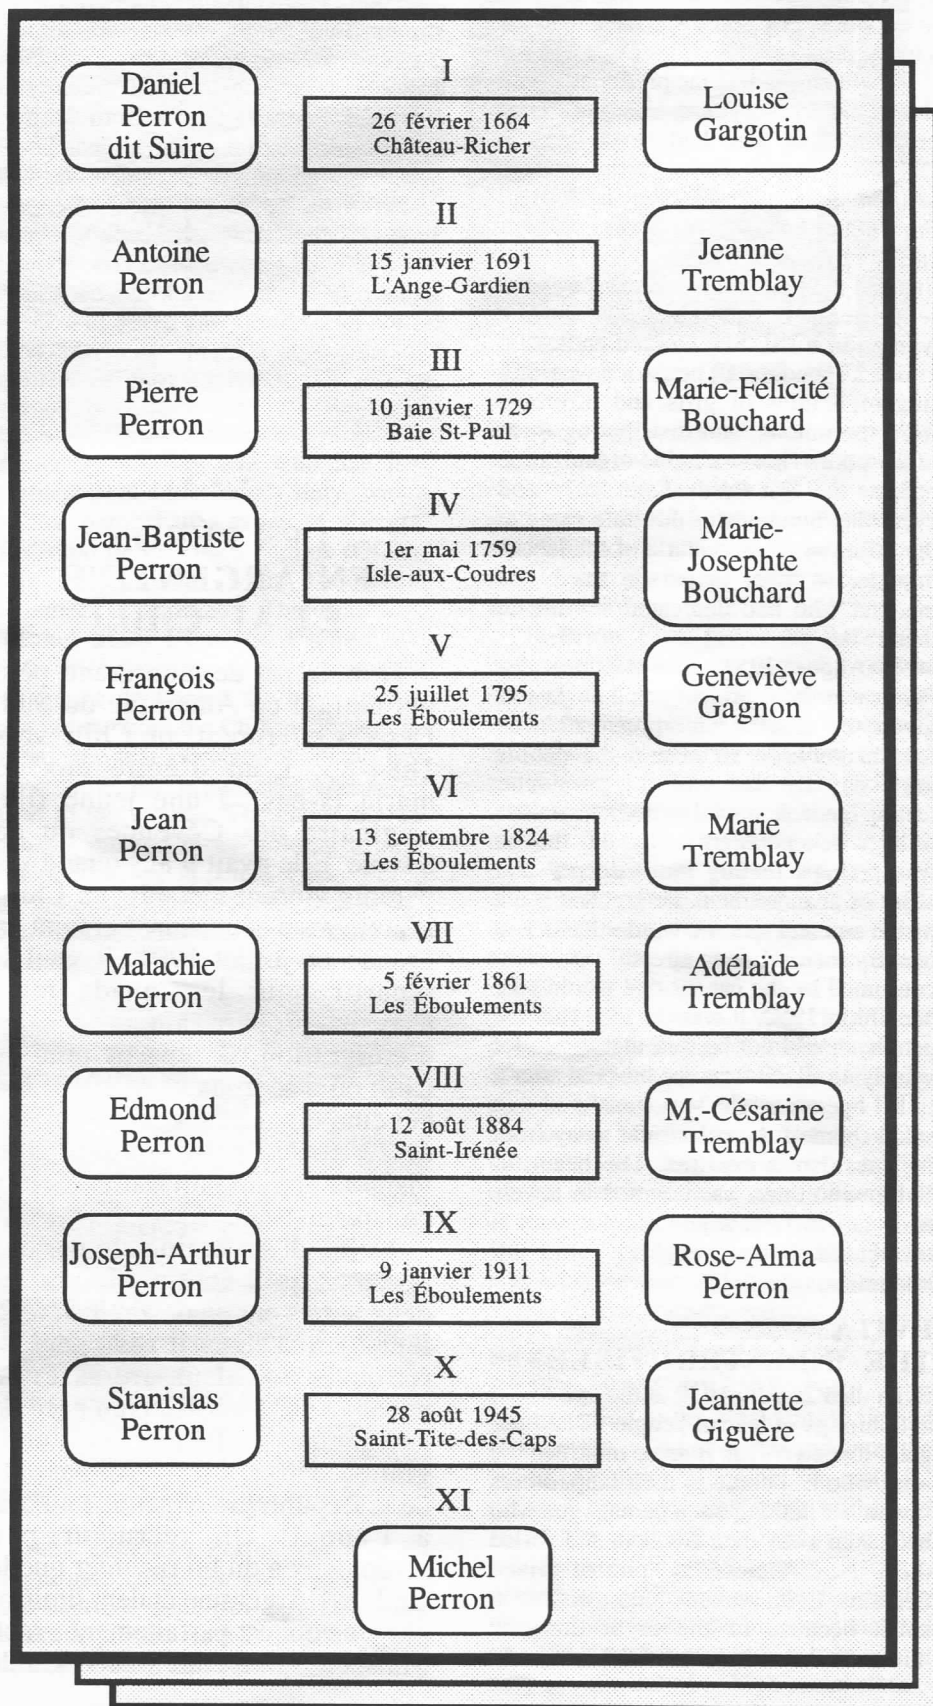 I
Daniel
Perron
dit Suire
26 février 1664
Château-Richer
Louise
Gargotin
II
Antoine
Perron
15 janvier 1691
L'Ange-Gardien
Jeanne
Tremblay
III
Pierre
Perron
10 janvier 1729
Baie St-Paul
Marie-Félicité
Bouchard
IV
Jean-Baptiste
Perron
1er mai 1759
Isle-aux-Coudres
Marie-
Josephte
Bouchard
V
François
Perron
25 juillet 1795
Les Éboulements
Geneviève
Gagnon
VI
Jean
Perron
13 septembre 1824
Les Éboulements
Marie
Tremblay
VII
Malachie
Perron
5 février 1861
Les Éboulements
Adélaïde
Tremblay
VIII
Edmond
Perron
12 août 1884
Saint-Irénée
M.-Césarine
Tremblay
IX
Joseph-Arthur
Perron
9 janvier 1911
Les Éboulements
Rose-Alma
Perron
X
Stanislas
Perron
28 août 1945
Saint-Tite-des-Caps
Jeannette
Giguère
XI
Michel
Perron